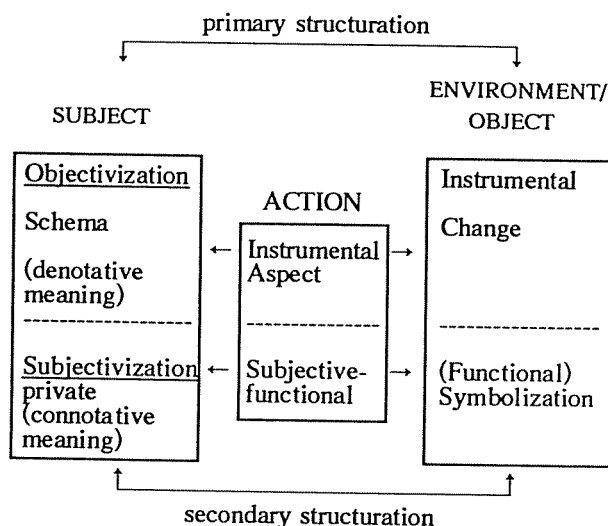 primary structuration
SUBJECT
ENVIRONMENT/
OBJECT
Objectivization
Schema
(denotative
meaning)
Subjectivization
private
(connotative
meaning)
ACTION
Instrumental
Aspect
Subjective-
functional
Instrumental
Change
(Functional)
Symbolization
secondary structuration